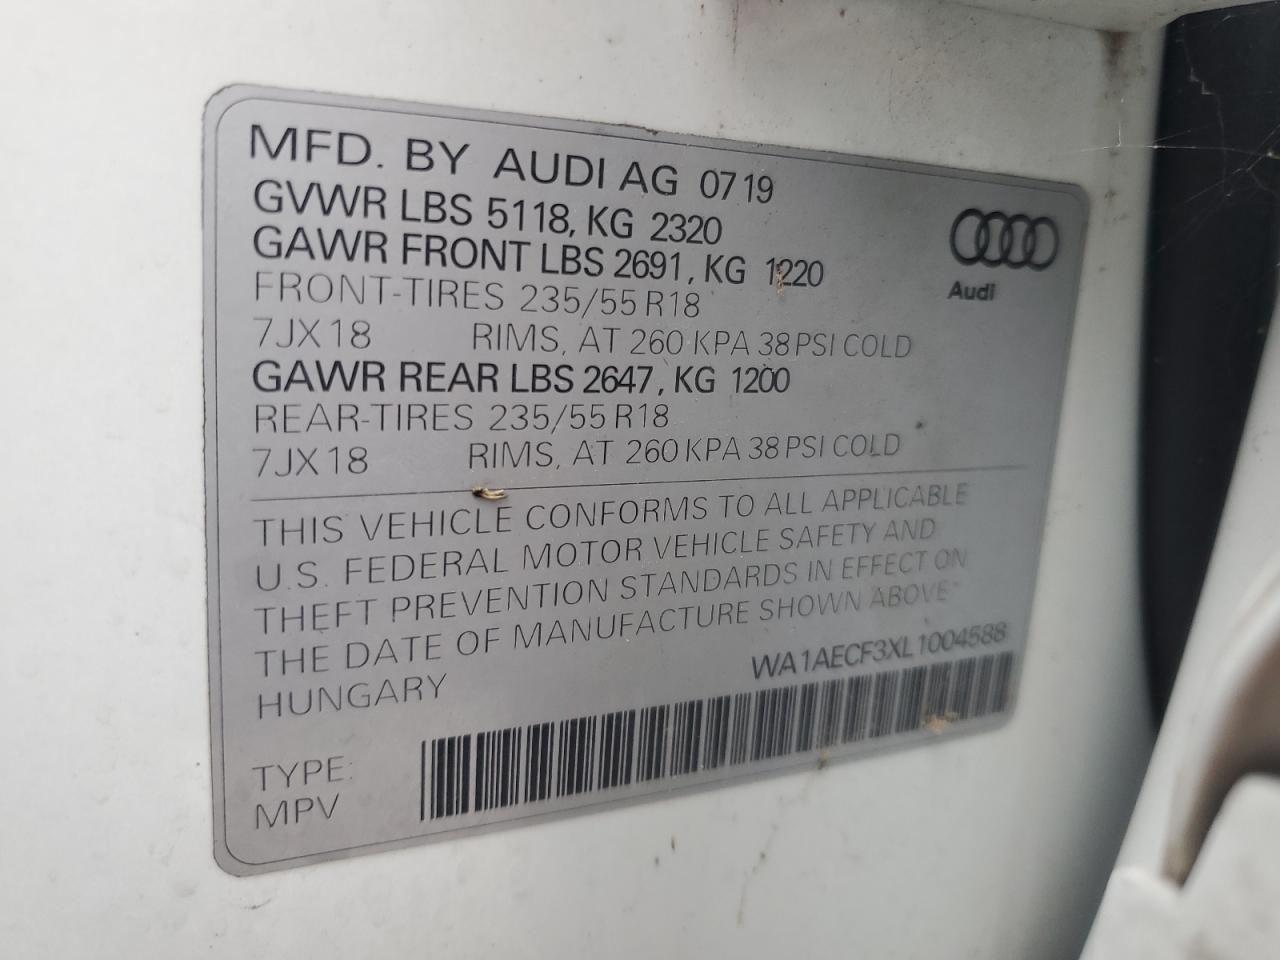 MFD. BY AUDI AG 0719
GVWR LBS 5118, KG 2320
GAWR FRONT LBS 2691, KG 1220
FRONT-TIRES 235/55 R18
7JX18 RIMS, AT 260 KPA 38 PSI COLD
GAWR REAR LBS 2647, KG 1200
REAR-TIRES 235/55 R18
7JX18 RIMS, AT 260 KPA 38 PSI COLD
Audi
THIS VEHICLE CONFORMS TO ALL APPLICABLE
U.S. FEDERAL MOTOR VEHICLE SAFETY AND
THEFT PREVENTION STANDARDS IN EFFECT ON
THE DATE OF MANUFACTURE SHOWN ABOVE"
HUNGARY
WA1AECF3XL1004588
TYPE:
MPV